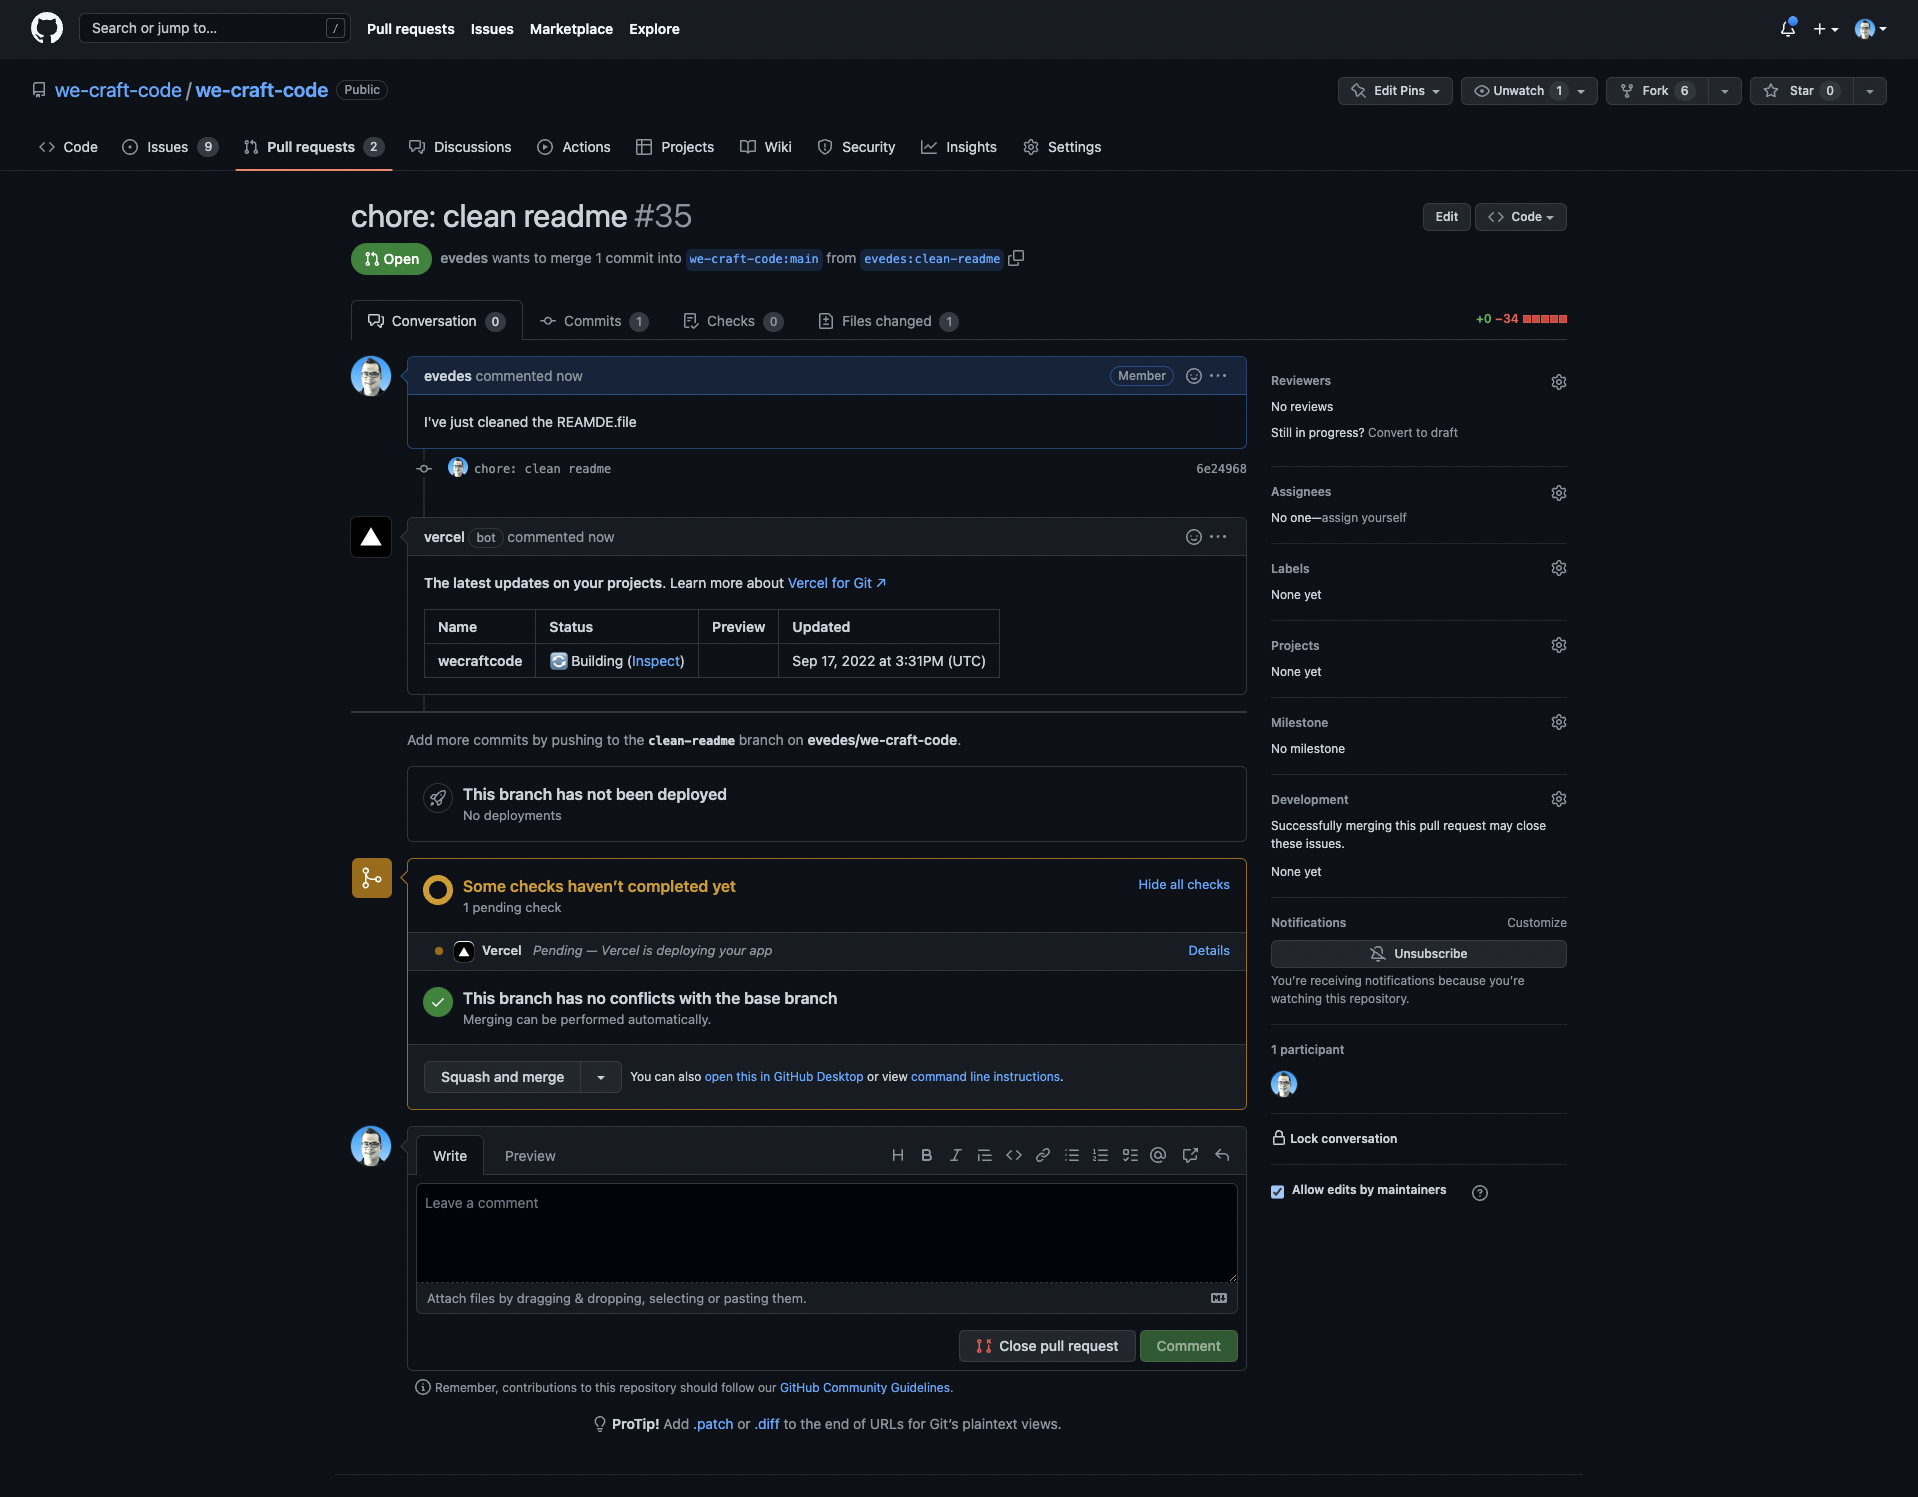 Search or jump to... /
Pull requests Issues Marketplace Explore
we-craft-code / we-craft-code Public
Edit Pins Unwatch 1 Fork 6 Star 0
Code Issues 9 Pull requests 2 Discussions Actions Projects Wiki Security Insights Settings
chore: clean readme #35
Edit Code
Open evedes wants to merge 1 commit into we-craft-code:main from evedes:clean-readme
Conversation 0 Commits 1 Checks 0 Files changed 1
+0 −34
evedes commented now Member
I've just cleaned the REAMDE.file
chore: clean readme 6e24968
vercel bot commented now
The latest updates on your projects. Learn more about Vercel for Git ↗
Name Status Preview Updated
wecraftcode Building (Inspect) Sep 17, 2022 at 3:31PM (UTC)
Add more commits by pushing to the clean-readme branch on evedes/we-craft-code.
This branch has not been deployed
No deployments
Some checks haven’t completed yet
1 pending check
Hide all checks
Vercel Pending — Vercel is deploying your app Details
This branch has no conflicts with the base branch
Merging can be performed automatically.
Squash and merge You can also open this in GitHub Desktop or view command line instructions.
Write Preview
Leave a comment
Attach files by dragging & dropping, selecting or pasting them.
Close pull request Comment
Remember, contributions to this repository should follow our GitHub Community Guidelines.
ProTip! Add .patch or .diff to the end of URLs for Git’s plaintext views.
Reviewers
No reviews
Still in progress? Convert to draft
Assignees
No one—assign yourself
Labels
None yet
Projects
None yet
Milestone
No milestone
Development
Successfully merging this pull request may close
these issues.
None yet
Notifications Customize
Unsubscribe
You’re receiving notifications because you’re
watching this repository.
1 participant
Lock conversation
Allow edits by maintainers